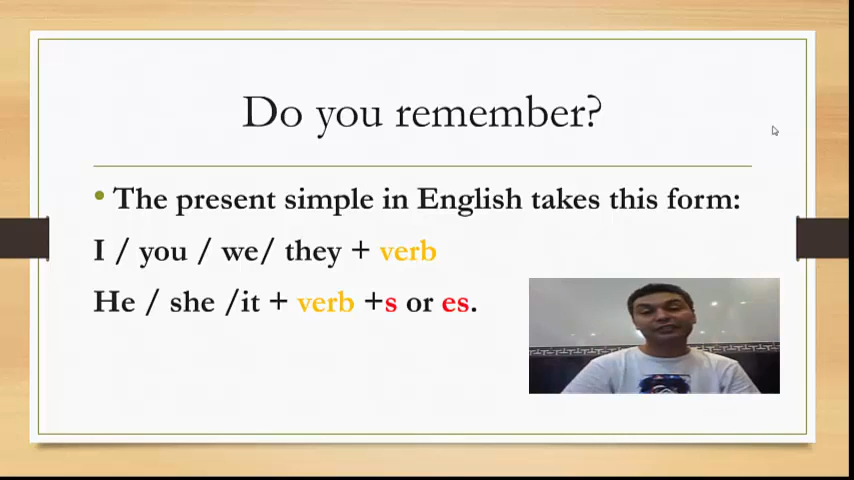 Do you remember?
• The present simple in English takes this form:
I / you / we/ they + verb
He / she /it + verb +s or es.